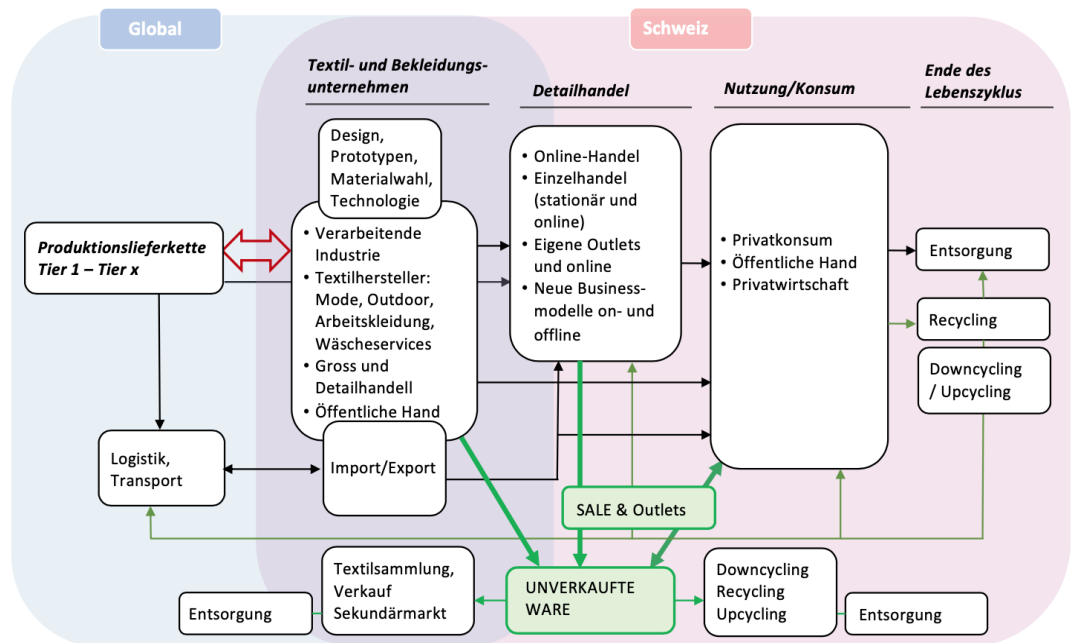 Global
Schweiz
Textil- und Bekleidungs-
unternehmen
Detailhandel
Nutzung/Konsum
Ende des
Lebenszyklus
Design,
Prototypen,
Materialwahl,
Technologie
Produktionslieferkette
Tier 1 – Tier x
• Verarbeitende
Industrie
• Textilhersteller:
Mode, Outdoor,
Arbeitskleidung,
Wäscheservices
• Gross und
Detailhandell
• Öffentliche Hand
• Online-Handel
• Einzelhandel
(stationär und
online)
• Eigene Outlets
und online
• Neue Business-
modelle on- und
offline
• Privatkonsum
• Öffentliche Hand
• Privatwirtschaft
Entsorgung
Recycling
Downcycling
/ Upcycling
Logistik,
Transport
Import/Export
SALE & Outlets
Textilsammlung,
Verkauf
Sekundärmarkt
Entsorgung
UNVERKAUFTE
WARE
Downcycling
Recycling
Upcycling
Entsorgung